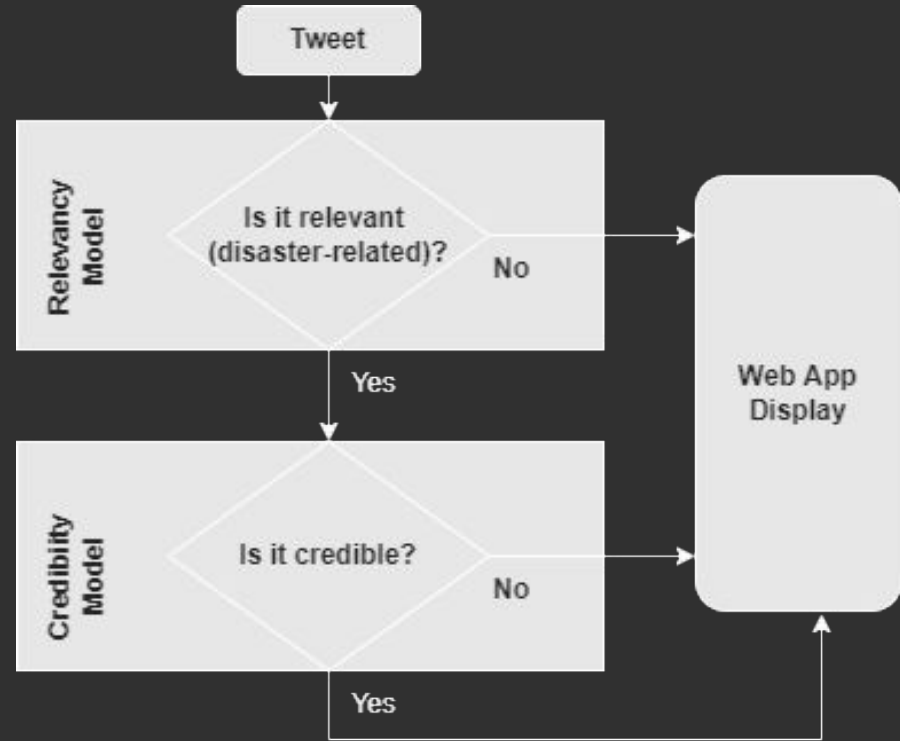 Tweet
Relevancy
Model
Is it relevant
(disaster-related)?
No
Yes
Web App
Display
Crediblity
Model
Is it credible?
No
Yes